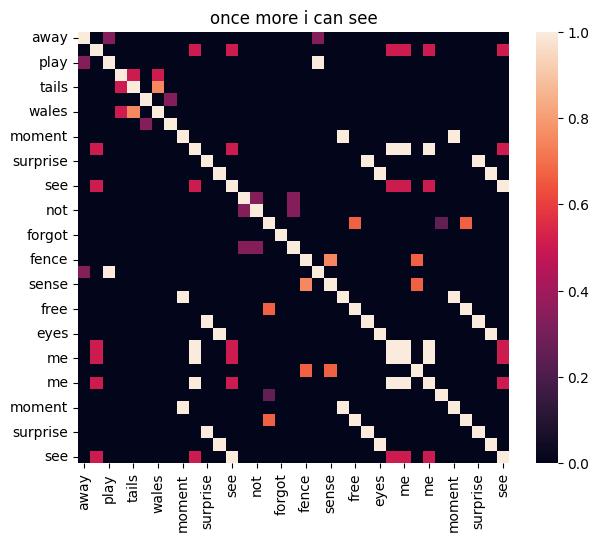 once more i can see
away
play
tails
wales
moment
surprise
see
not
forgot
fence
sense
free
eyes
me
me
moment
surprise
see
away
play
tails
wales
moment
surprise
see
not
forgot
fence
sense
free
eyes
me
me
moment
surprise
see
1.0
0.8
0.6
0.4
0.2
0.0